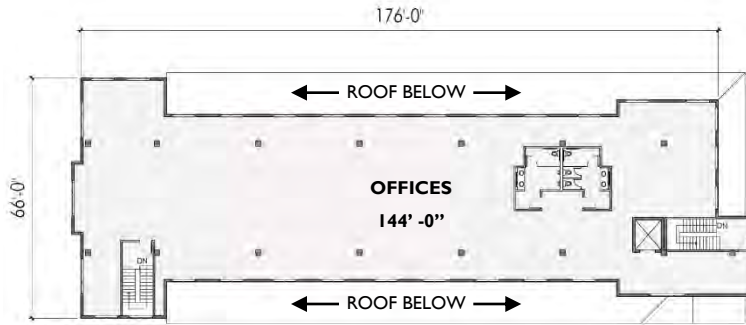 176'-0"
ROOF BELOW
66'-0"
OFFICES
144' -0”
DN
DN
ROOF BELOW